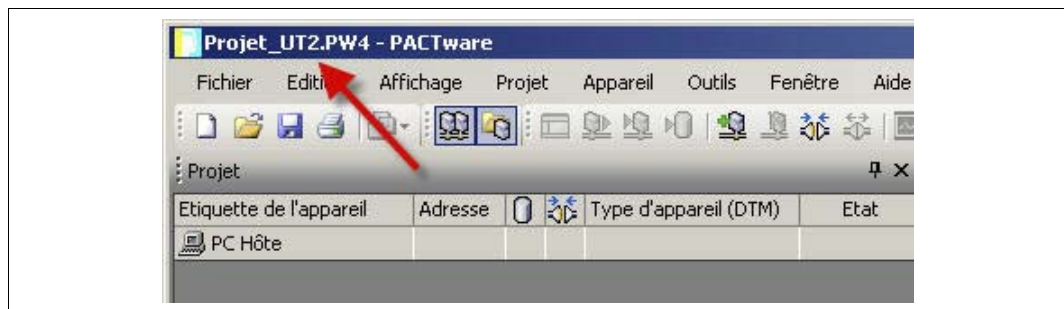 Projet_UT2.PW4 - PACTware
Fichier Editi Affichage Projet Appareil Outils Fenêtre Aide
Projet
Etiquette de l'appareil Adresse Type d'appareil (DTM) Etat
PC Hôte